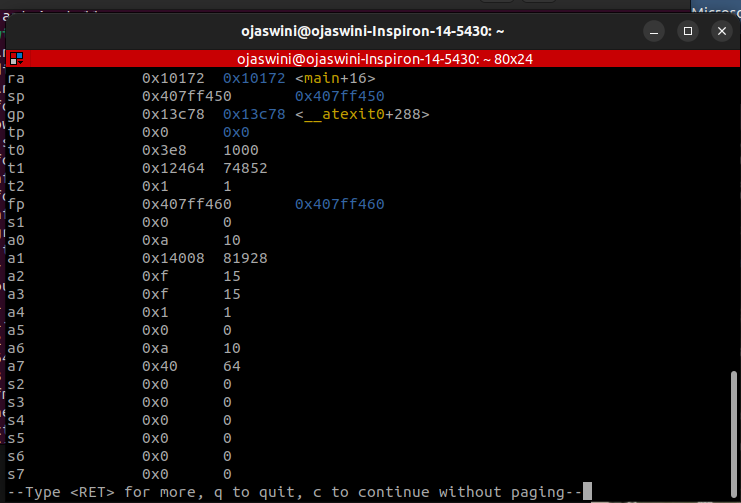 Microso
ojaswini@ojaswini-Inspiron-14-5430: ~
ojaswini@ojaswini-Inspiron-14-5430: ~ 80x24
ra 0x10172 0x10172 <main+16>
sp 0x407ff450 0x407ff450
gp 0x13c78 0x13c78 <__atexit0+288>
tp 0x0 0x0
t0 0x3e8 1000
t1 0x12464 74852
t2 0x1 1
fp 0x407ff460 0x407ff460
s1 0x0 0
a0 0xa 10
a1 0x14008 81928
a2 0xf 15
a3 0xf 15
a4 0x1 1
a5 0x0 0
a6 0xa 10
a7 0x40 64
s2 0x0 0
s3 0x0 0
s4 0x0 0
s5 0x0 0
s6 0x0 0
s7 0x0 0
--Type <RET> for more, q to quit, c to continue without paging--